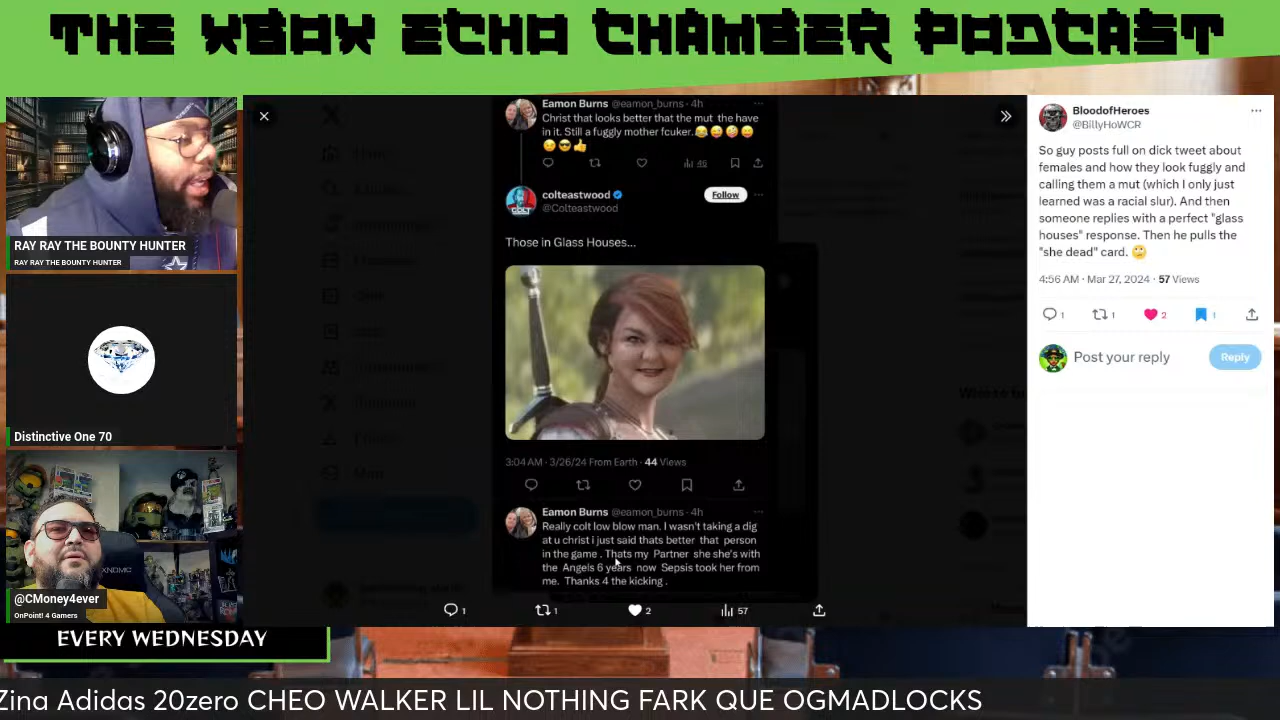 THE XBOX ECHO CHAMBER PODCAST
RAY RAY THE BOUNTY HUNTER
RAY RAY THE BOUNTY HUNTER
Distinctive One 70
XNDMC
@CMoney4ever
OnPoint! 4 Gamers
EVERY WEDNESDAY
Eamon Burns @eamon_burns · 4h
Christ that looks better that the mut the have
in it. Still a fuggly mother fcuker.😂😜🤪😜
😉😎👍
46
colteastwood
@Colteastwood
Follow
Those in Glass Houses...
3:04 AM · 3/26/24 From Earth · 44 Views
Eamon Burns @eamon_burns · 4h
Really colt low blow man. I wasn't taking a dig
at u christ i just said thats better that person
in the game . Thats my Partner she she's with
the Angels 6 years now Sepsis took her from
me. Thanks 4 the kicking .
1
1
2
57
BloodofHeroes
@BillyHoWCR
So guy posts full on dick tweet about
females and how they look fuggly and
calling them a mut (which I only just
learned was a racial slur). And then
someone replies with a perfect "glass
houses" response. Then he pulls the
"she dead" card. 🙄
4:56 AM · Mar 27, 2024 · 57 Views
1
1
2
1
Post your reply
Reply
Zina Adidas 20zero CHEO WALKER LIL NOTHING FARK QUE OGMADLOCKS